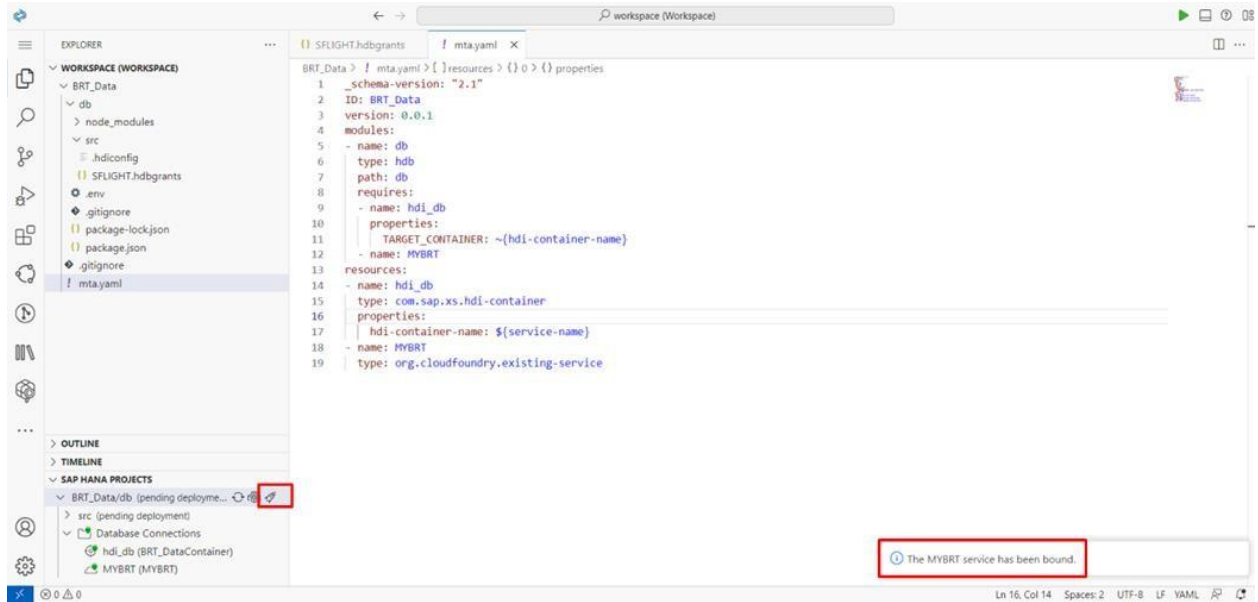 workspace (Workspace)
EXPLORER
SFLIGHT.hdbgrants
mta.yaml
WORKSPACE (WORKSPACE)
BRT_Data
db
node_modules
src
.hdiconfig
SFLIGHT.hdbgrants
.env
.gitignore
package-lock.json
package.json
.gitignore
mta.yaml
BRT_Data > ! mta.yaml > [ ] resources > {} 0 > {} properties
1 _schema-version: "2.1"
2 ID: BRT_Data
3 version: 0.0.1
4 modules:
5 - name: db
6 type: hdb
7 path: db
8 requires:
9 - name: hdi_db
10 properties:
11 TARGET_CONTAINER: ~{hdi-container-name}
12 - name: MYBRT
13 resources:
14 - name: hdi_db
15 type: com.sap.xs.hdi-container
16 properties:
17 hdi-container-name: ${service-name}
18 - name: MYBRT
19 type: org.cloudfoundry.existing-service
OUTLINE
TIMELINE
SAP HANA PROJECTS
BRT_Data/db (pending deployme...
src (pending deployment)
Database Connections
hdi_db (BRT_DataContainer)
MYBRT (MYBRT)
The MYBRT service has been bound.
0 0
Ln 16, Col 14 Spaces: 2 UTF-8 LF YAML